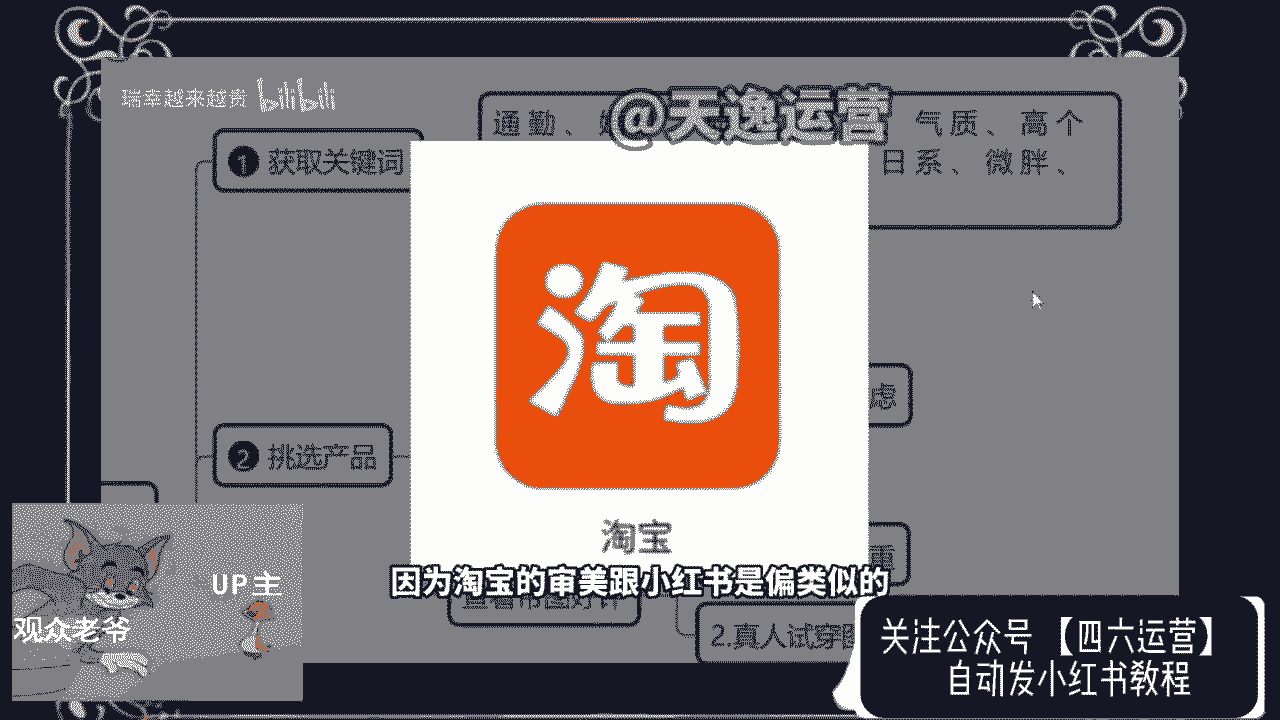 瑞幸越来越贵 bilibili
@天逸运营
通勤、
气质、高个
日系、微胖、
1 获取关键词
淘
虑
2 挑选产品
淘宝
因为淘宝的审美跟小红书是偏类似的
UP主
观众老爷
2.真人试穿图
关注公众号【四六运营】
自动发小红书教程